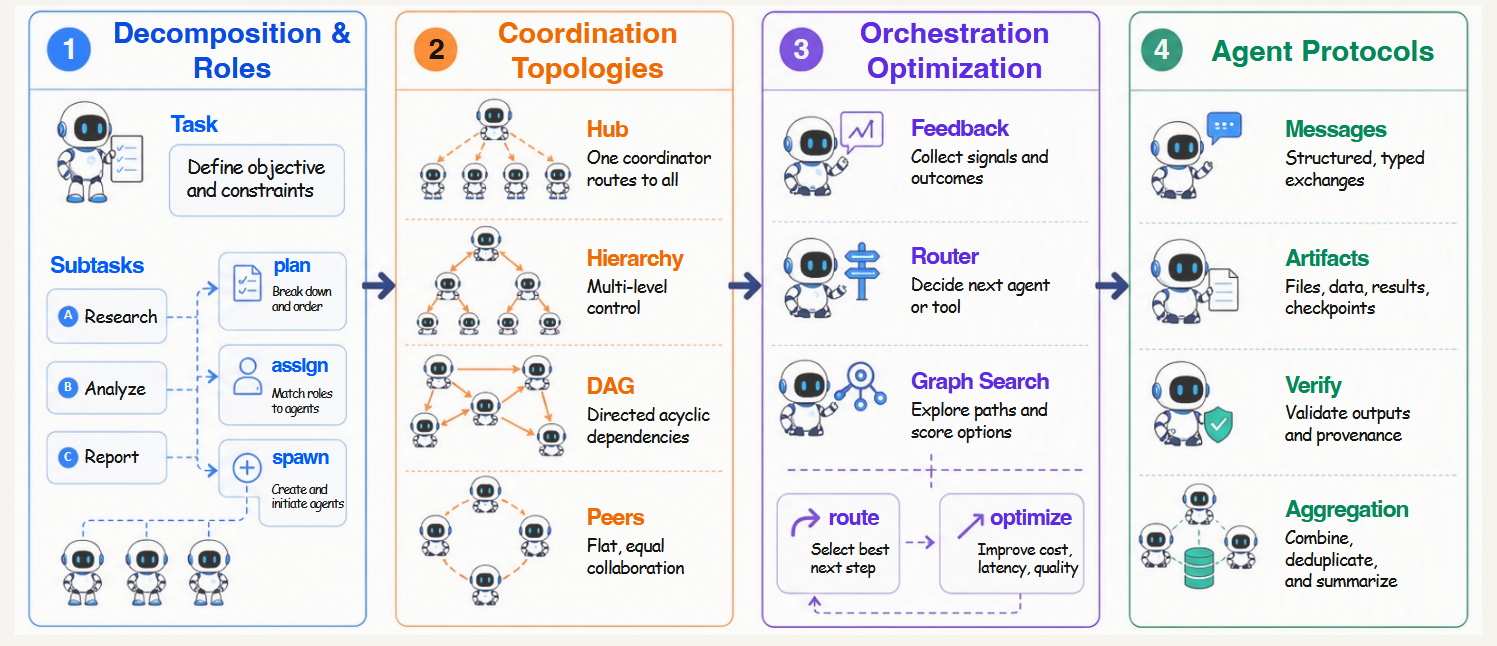 1
Decomposition &
Roles
Task
Define objective
and constraints
Subtasks
A Research
B Analyze
C Report
plan
Break down
and order
assign
Match roles
to agents
spawn
Create and
initiate agents
2
Coordination
Topologies
Hub
One coordinator
routes to all
Hierarchy
Multi-level
control
DAG
Directed acyclic
dependencies
Peers
Flat, equal
collaboration
3
Orchestration
Optimization
Feedback
Collect signals and
outcomes
Router
Decide next agent
or tool
Graph Search
Explore paths and
score options
route
Select best
next step
optimize
Improve cost,
latency, quality
4
Agent Protocols
Messages
Structured, typed
exchanges
Artifacts
Files, data, results,
checkpoints
Verify
Validate outputs
and provenance
Aggregation
Combine,
deduplicate,
and summarize